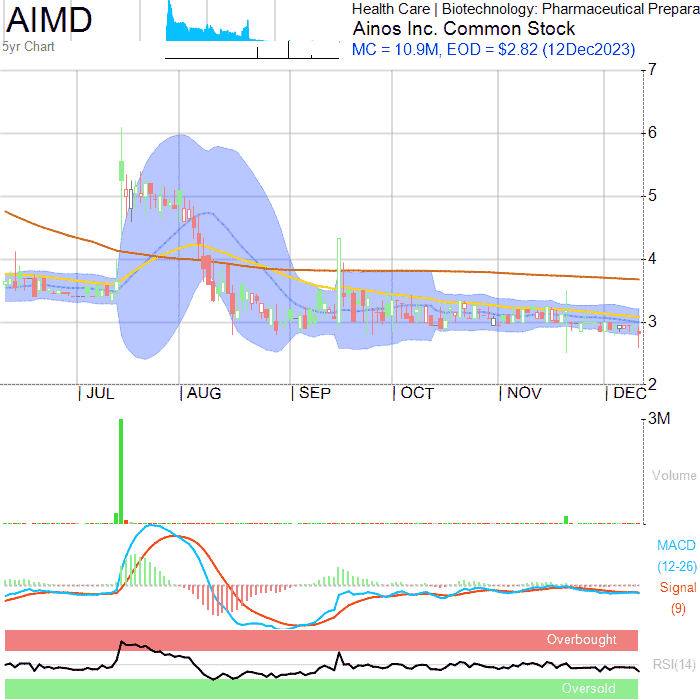 AIMD
5yr Chart
Health Care | Biotechnology: Pharmaceutical Prepara
Ainos Inc. Common Stock
MC = 10.9M, EOD = $2.82 (12Dec2023)
7
6
5
4
3
2
JUL
AUG
SEP
OCT
NOV
DEC
3M
Volume
MACD
(12-26)
Signal
(9)
Overbought
RSI(14)
Oversold